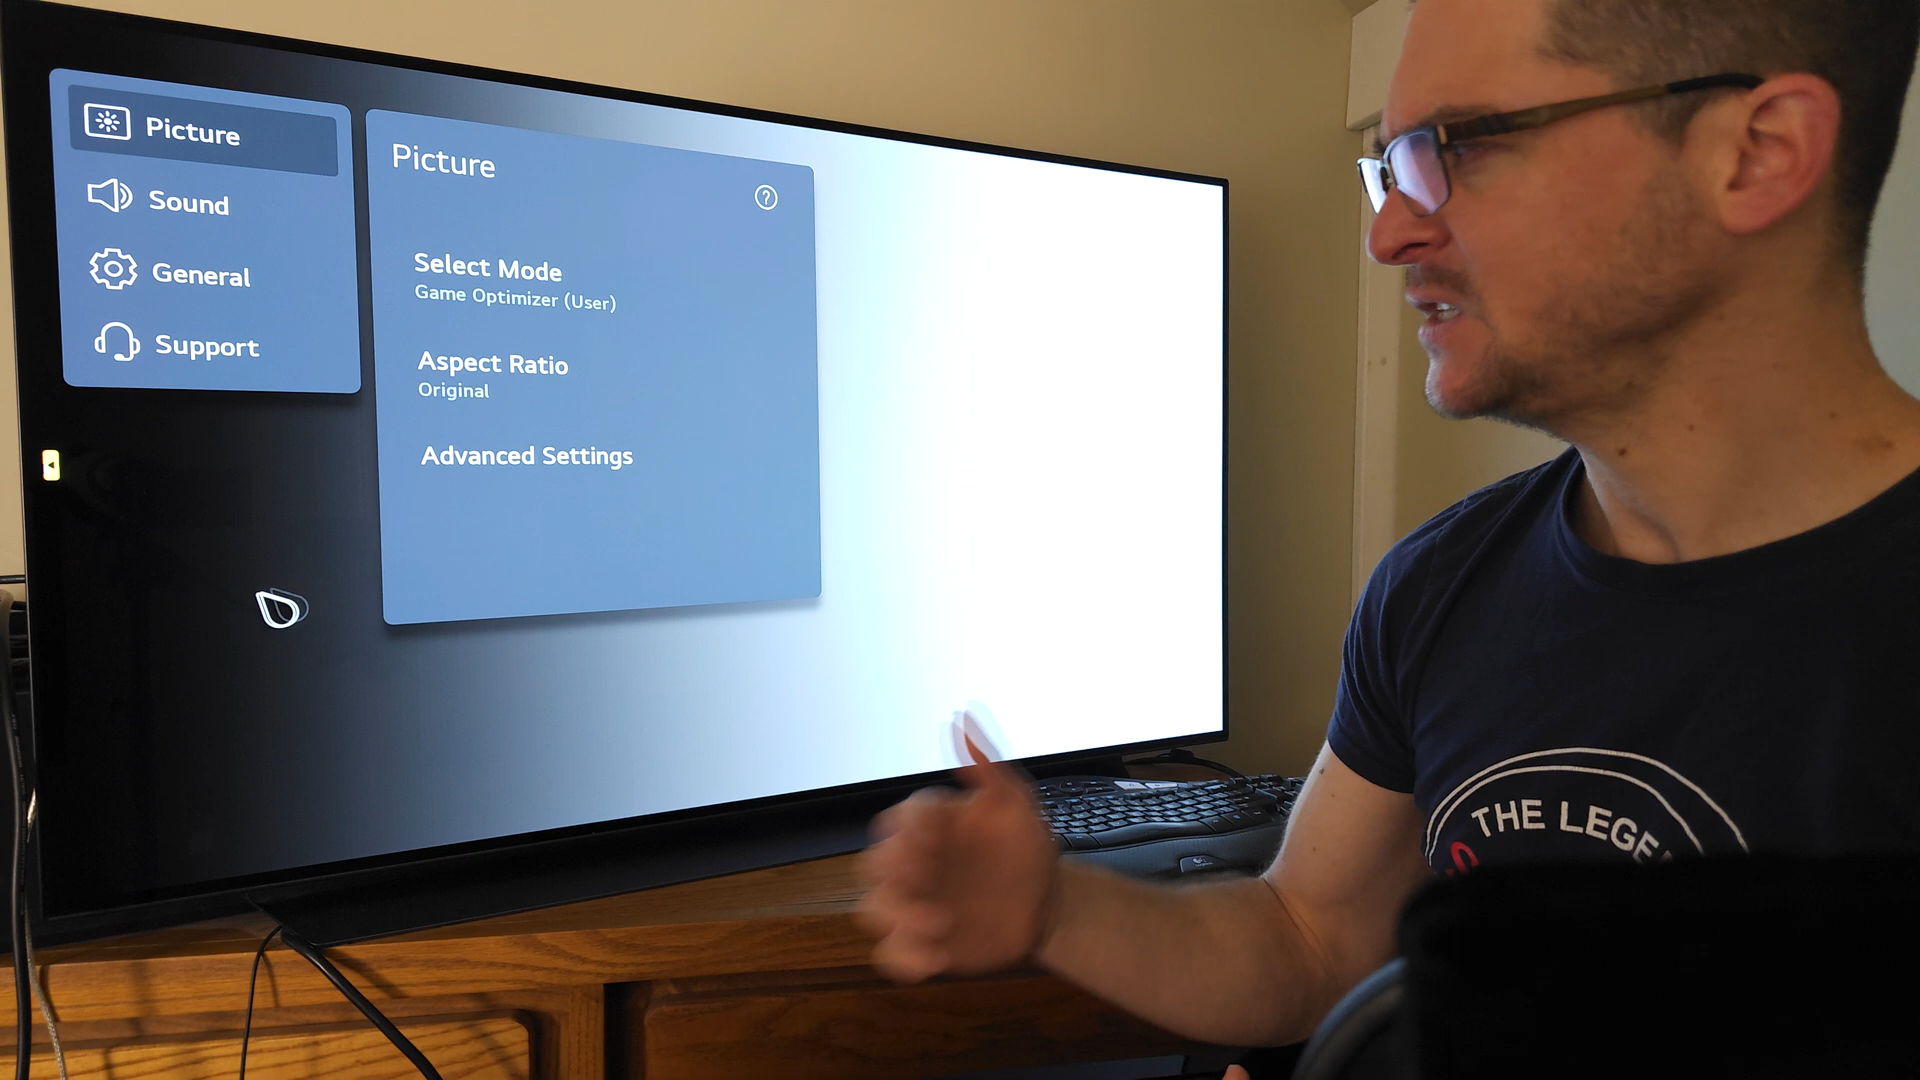 Picture
Sound
General
Support
Picture
?
Select Mode
Game Optimizer (User)
Aspect Ratio
Original
Advanced Settings
THE LEGE